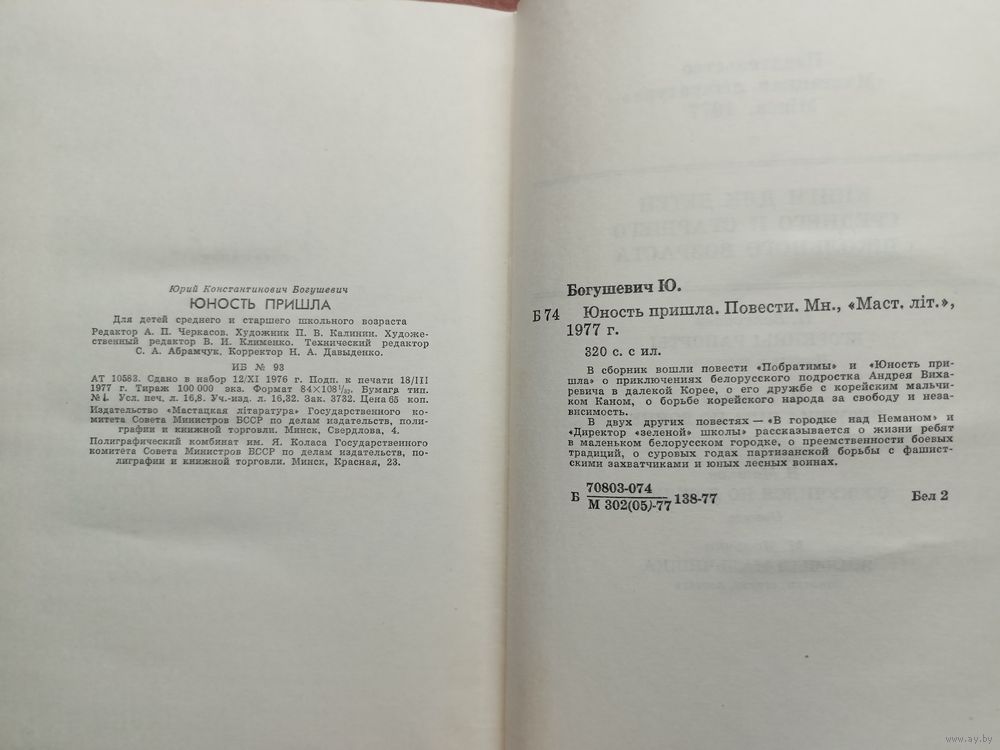 Юрий Константинович Богушевич
ЮНОСТЬ ПРИШЛА
Для детей среднего и старшего школьного возраста
Редактор А. П. Черкасов. Художник П. В. Калинин. Художе-
ственный редактор В. И. Клименко. Технический редактор
С. А. Абрамчук. Корректор Н. А. Давыденко.
ИБ № 93
АТ 10583. Сдано в набор 12/XI 1976 г. Подп. к печати 18/III
1977 г. Тираж 100 000 экз. Формат 84×108¹/₃₂. Бумага тип.
№ 1. Усл. печ. л. 16,8. Уч.-изд. л. 16,32. Зак. 3732. Цена 65 коп.
Издательство «Мастацкая літаратура» Государственного ко-
митета Совета Министров БССР по делам издательств, поли-
графии и книжной торговли. Минск, Свердлова, 4.
Полиграфический комбинат им. Я. Коласа Государственного
комитета Совета Министров БССР по делам издательств, по-
лиграфии и книжной торговли. Минск, Красная, 23.
Богушевич Ю.
Б 74 Юность пришла. Повести. Мн., «Маст. літ.»,
1977 г.
320 с. с ил.
В сборник вошли повести «Побратимы» и «Юность при-
шла» о приключениях белорусского подростка Андрея Виха-
ревича в далекой Корее, о его дружбе с корейским мальчи-
ком Каном, о борьбе корейского народа за свободу и неза-
висимость.
В двух других повестях — «В городке над Неманом» и
«Директор «зеленой» школы» рассказывается о жизни ребят
в маленьком белорусском городке, о преемственности боевых
традиций, о суровых годах партизанской борьбы с фашист-
скими захватчиками и юных лесных воинах.
70803-074
Б 138-77 Бел 2
М 302(05)-77
www.ay.by